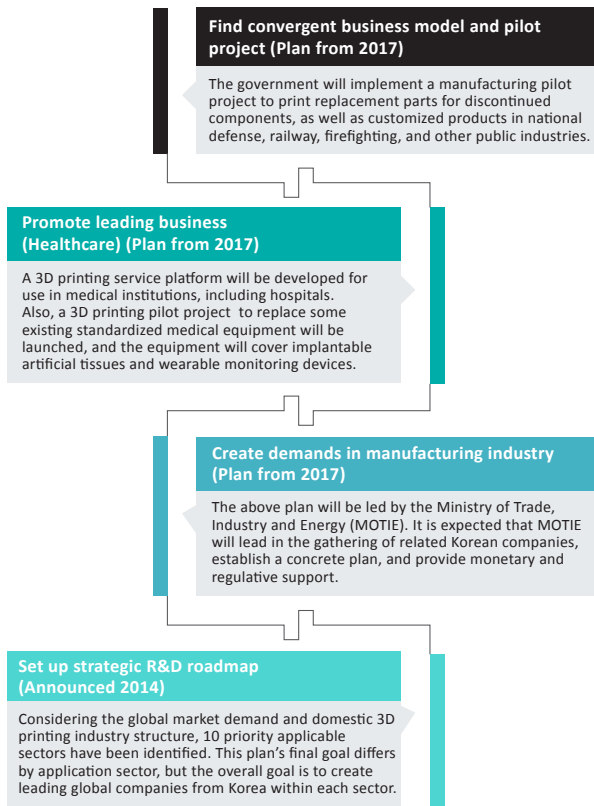 Find convergent business model and pilot
project (Plan from 2017)
The government will implement a manufacturing pilot
project to print replacement parts for discontinued
components, as well as customized products in national
defense, railway, firefighting, and other public industries.
Promote leading business
(Healthcare) (Plan from 2017)
A 3D printing service platform will be developed for
use in medical institutions, including hospitals.
Also, a 3D printing pilot project to replace some
existing standardized medical equipment will be
launched, and the equipment will cover implantable
artificial tissues and wearable monitoring devices.
Create demands in manufacturing industry
(Plan from 2017)
The above plan will be led by the Ministry of Trade,
Industry and Energy (MOTIE). It is expected that MOTIE
will lead in the gathering of related Korean companies,
establish a concrete plan, and provide monetary and
regulative support.
Set up strategic R&D roadmap
(Announced 2014)
Considering the global market demand and domestic 3D
printing industry structure, 10 priority applicable
sectors have been identified. This plan's final goal differs
by application sector, but the overall goal is to create
leading global companies from Korea within each sector.